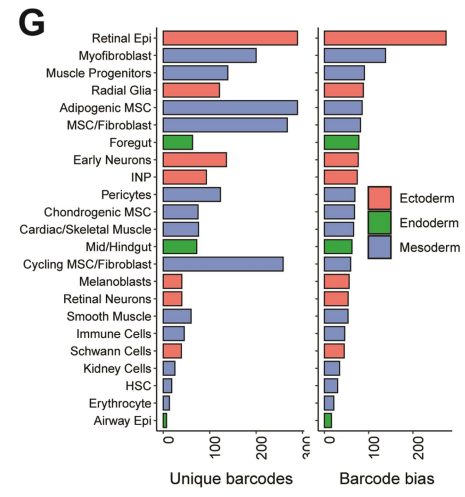 G
Retinal Epi
Myofibroblast
Muscle Progenitors
Radial Glia
Adipogenic MSC
MSC/Fibroblast
Foregut
Early Neurons
INP
Pericytes
Chondrogenic MSC
Cardiac/Skeletal Muscle
Mid/Hindgut
Cycling MSC/Fibroblast
Melanoblasts
Retinal Neurons
Smooth Muscle
Immune Cells
Schwann Cells
Kidney Cells
HSC
Erythrocyte
Airway Epi
Ectoderm
Endoderm
Mesoderm
0 100 200
0 100 200
Unique barcodes Barcode bias